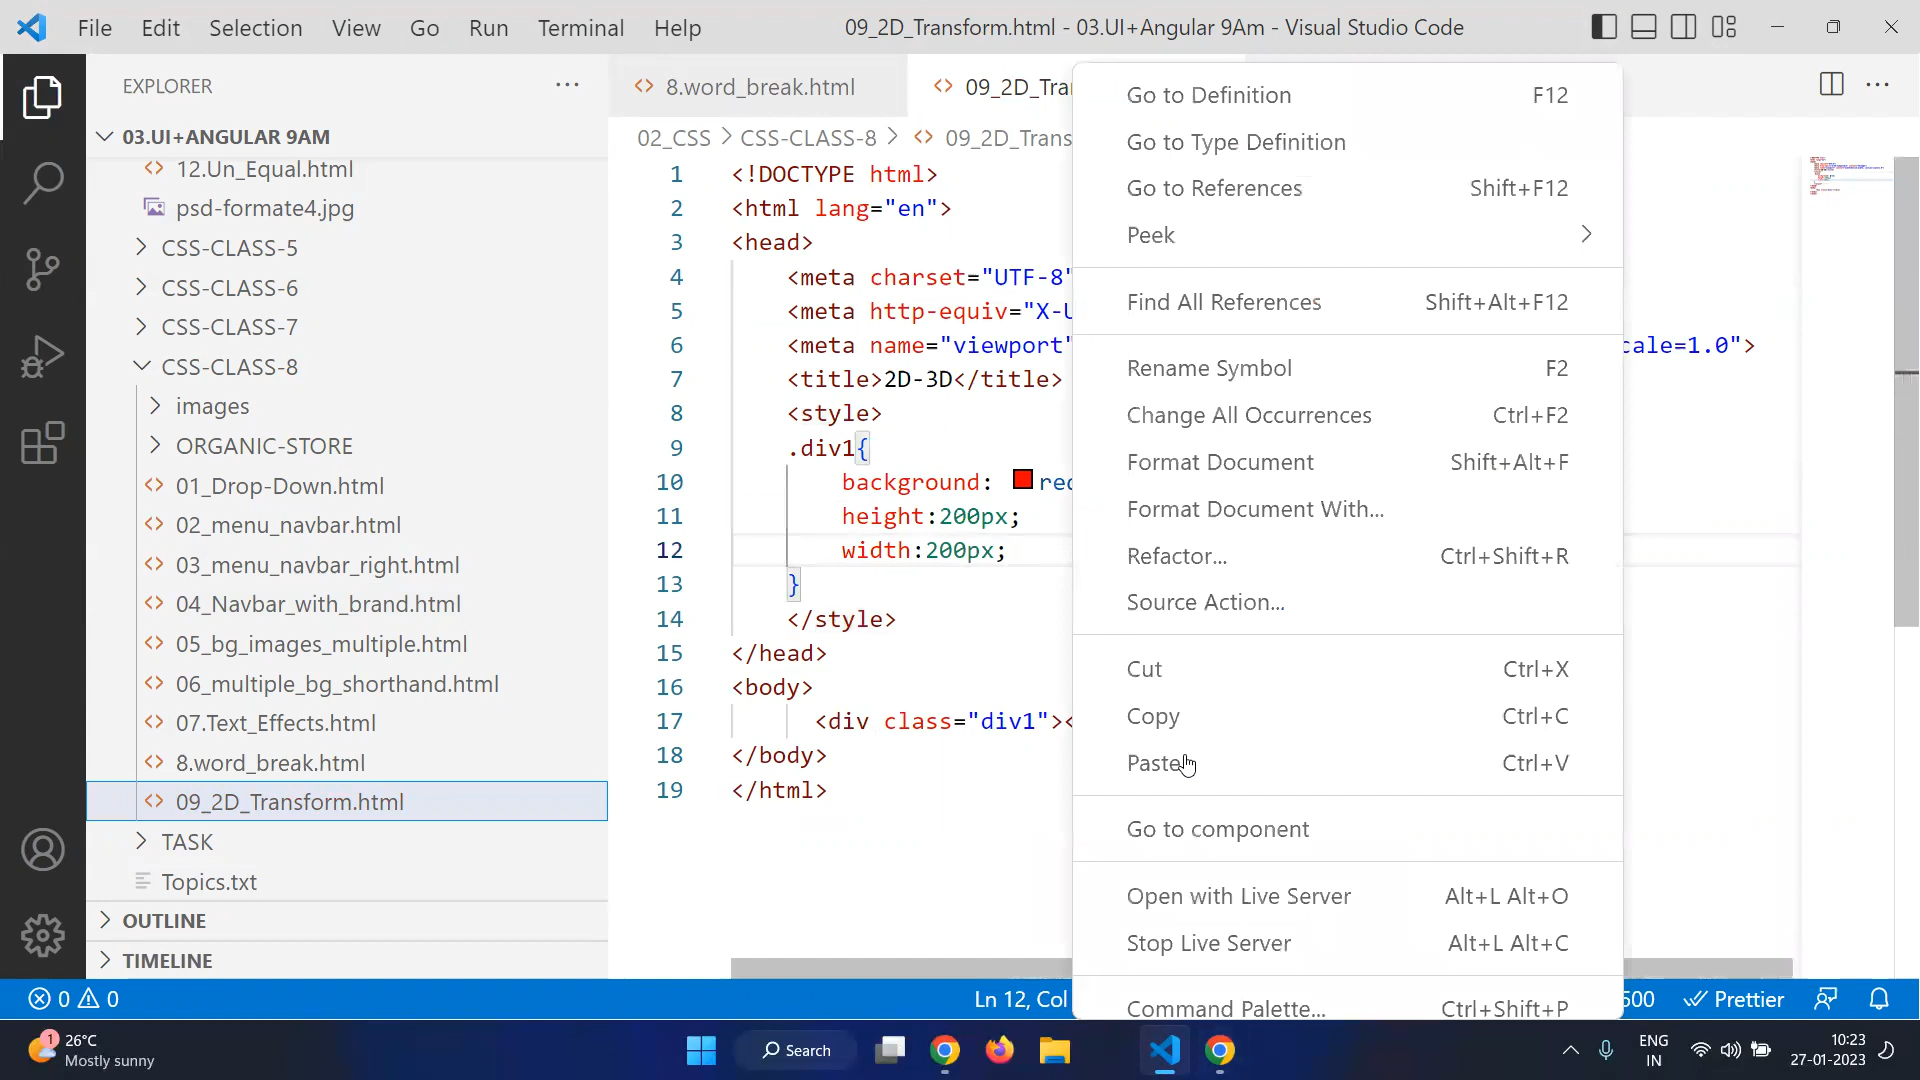 File Edit Selection View Go Run Terminal Help
09_2D_Transform.html - 03.UI+Angular 9Am - Visual Studio Code
EXPLORER
03.UI+ANGULAR 9AM
12.Un_Equal.html
psd-formate4.jpg
CSS-CLASS-5
CSS-CLASS-6
CSS-CLASS-7
CSS-CLASS-8
images
ORGANIC-STORE
01_Drop-Down.html
02_menu_navbar.html
03_menu_navbar_right.html
04_Navbar_with_brand.html
05_bg_images_multiple.html
06_multiple_bg_shorthand.html
07.Text_Effects.html
8.word_break.html
09_2D_Transform.html
TASK
Topics.txt
OUTLINE
TIMELINE
8.word_break.html
09_2D_Tra
02_CSS > CSS-CLASS-8 > 09_2D_Trans
1 <!DOCTYPE html>
2 <html lang="en">
3 <head>
4 <meta charset="UTF-8"
5 <meta http-equiv="X-U
6 <meta name="viewport" cale=1.0">
7 <title>2D-3D</title>
8 <style>
9 .div1{
10 background: red
11 height:200px;
12 width:200px;
13 }
14 </style>
15 </head>
16 <body>
17 <div class="div1"><
18 </body>
19 </html>
Go to Definition F12
Go to Type Definition
Go to References Shift+F12
Peek
Find All References Shift+Alt+F12
Rename Symbol F2
Change All Occurrences Ctrl+F2
Format Document Shift+Alt+F
Format Document With...
Refactor... Ctrl+Shift+R
Source Action...
Cut Ctrl+X
Copy Ctrl+C
Paste Ctrl+V
Go to component
Open with Live Server Alt+L Alt+O
Stop Live Server Alt+L Alt+C
Command Palette... Ctrl+Shift+P
0 0
Ln 12, Col
500
Prettier
1
26°C
Mostly sunny
Search
ENG
IN
10:23
27-01-2023